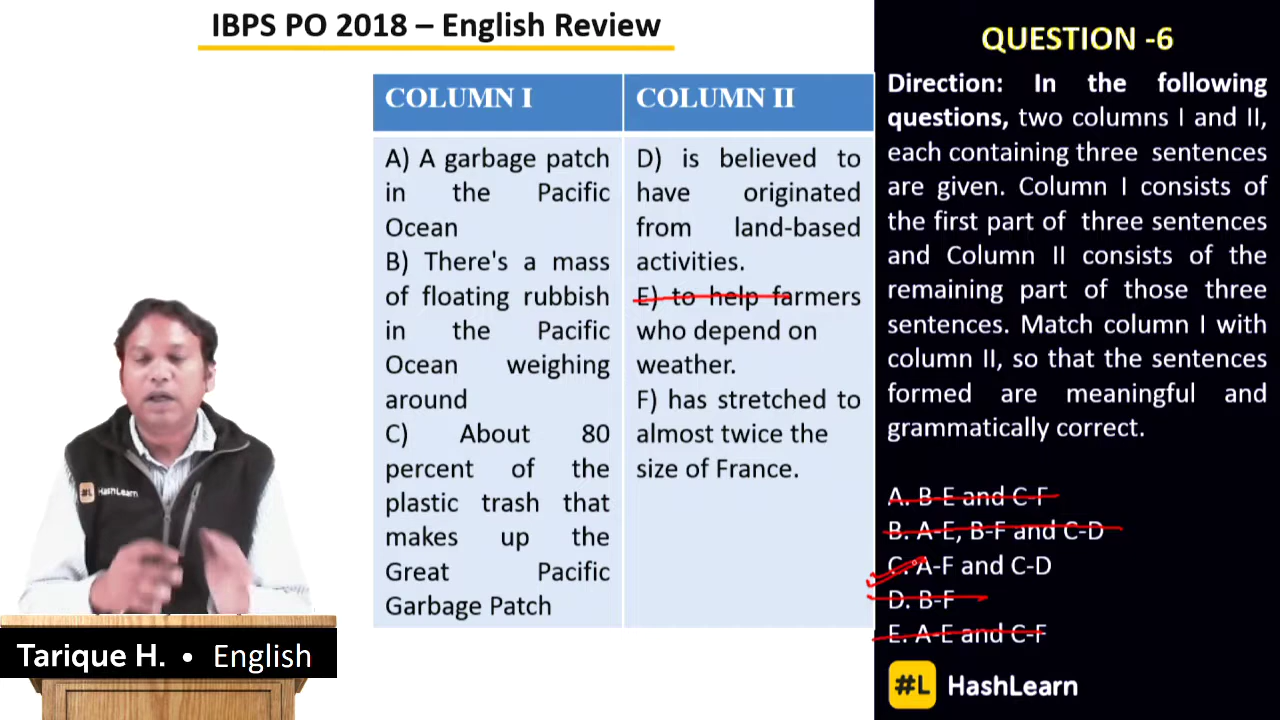 IBPS PO 2018 – English Review
COLUMN I
COLUMN II
A) A garbage patch
in the Pacific
Ocean
B) There's a mass
of floating rubbish
in the Pacific
Ocean weighing
around
C) About 80
percent of the
plastic trash that
makes up the
Great Pacific
Garbage Patch
D) is believed to
have originated
from land-based
activities.
E) to help farmers
who depend on
weather.
F) has stretched to
almost twice the
size of France.
QUESTION -6
Direction: In the following
questions, two columns I and II,
each containing three sentences
are given. Column I consists of
the first part of three sentences
and Column II consists of the
remaining part of those three
sentences. Match column I with
column II, so that the sentences
formed are meaningful and
grammatically correct.
A. B-E and C-F
B. A-E, B-F and C-D
C. A-F and C-D
D. B-F
E. A-E and C-F
#L HashLearn
#L HashLearn
Tarique H. • English